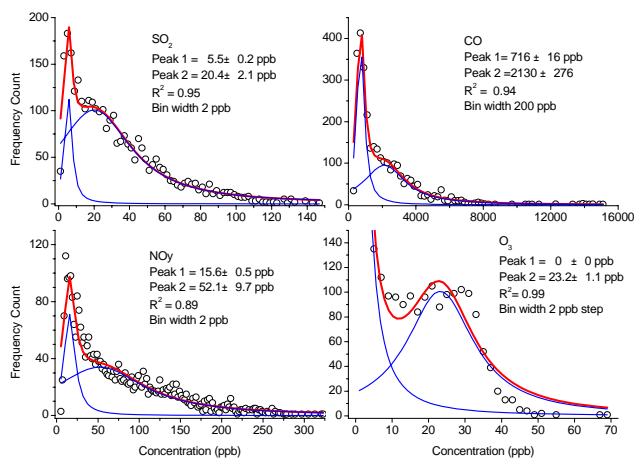 SO2
Peak 1 = 5.5± 0.2 ppb
Peak 2 = 20.4± 2.1 ppb
R2 = 0.95
Bin width 2 ppb
200
150
100
50
0
0 20 40 60 80 100 120 140
Frequency Count
CO
Peak 1 = 716 ± 16 ppb
Peak 2 =2130 ± 276
R2 = 0.94
Bin width 200 ppb
400
300
200
100
0
0 4000 8000 12000 16000
NOy
Peak 1 = 15.6± 0.5 ppb
Peak 2 = 52.1± 9.7 ppb
R2 = 0.89
Bin width 2 ppb
120
80
40
0
0 50 100 150 200 250 300
Frequency Count
Concentration (ppb)
O3
Peak 1 = 0 ± 0 ppb
Peak 2 = 23.2± 1.1 ppb
R2= 0.99
Bin width 2 ppb step
150
100
50
0
0 10 20 30 40 50 60 70
Concentration (ppb)